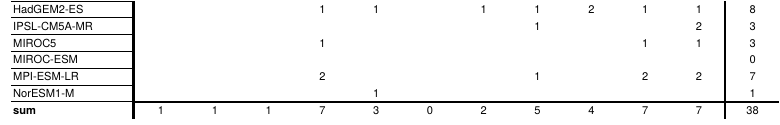 HadGEM2-ES 1 1 1 1 2 1 1 8
IPSL-CM5A-MR 1 2 3
MIROC5 1 1 1 3
MIROC-ESM 0
MPI-ESM-LR 2 1 2 2 7
NorESM1-M 1 1
sum 1 1 1 7 3 0 2 5 4 7 7 38